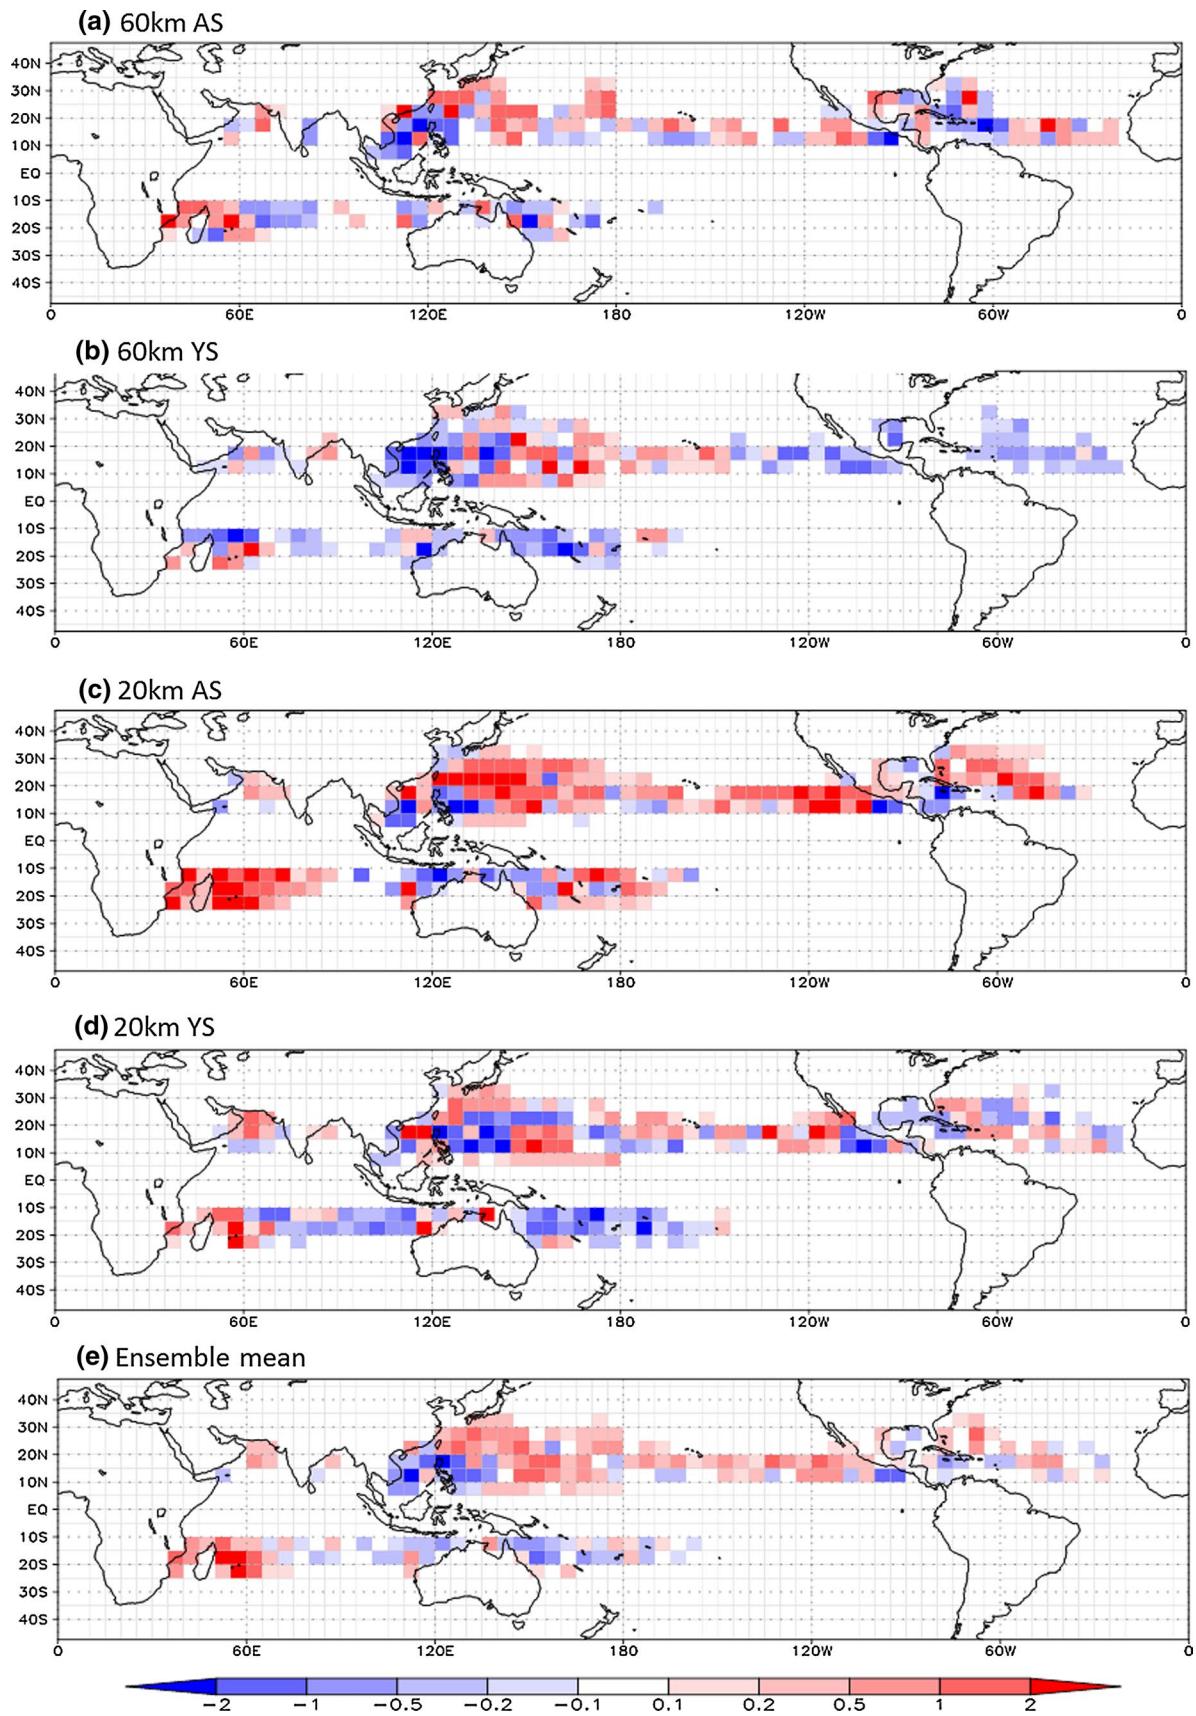 (a) 60km AS
40N
30N
20N
10N
EQ
10S
20S
30S
40S
0 60E 120E 180 120W 60W 0
(b) 60km YS
40N
30N
20N
10N
EQ
10S
20S
30S
40S
0 60E 120E 180 120W 60W 0
(c) 20km AS
40N
30N
20N
10N
EQ
10S
20S
30S
40S
0 60E 120E 180 120W 60W 0
(d) 20km YS
40N
30N
20N
10N
EQ
10S
20S
30S
40S
0 60E 120E 180 120W 60W 0
(e) Ensemble mean
40N
30N
20N
10N
EQ
10S
20S
30S
40S
0 60E 120E 180 120W 60W 0
-2 -1 -0.5 -0.2 -0.1 0.1 0.2 0.5 1 2